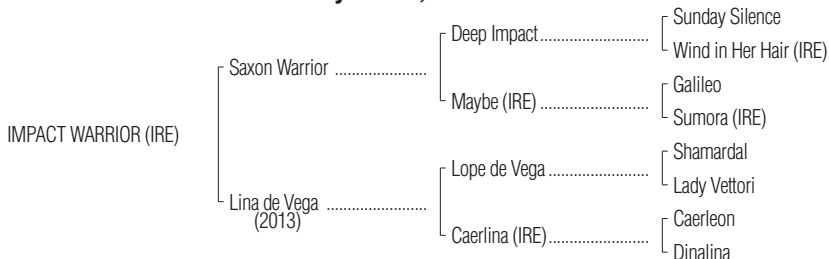 Sunday Silence
Deep Impact
Wind in Her Hair (IRE)
Saxon Warrior
Galileo
Maybe (IRE)
Sumora (IRE)
IMPACT WARRIOR (IRE)
Shamardal
Lope de Vega
Lady Vettori
Lina de Vega
(2013)
Caerleon
Caerlina (IRE)
Dinalina